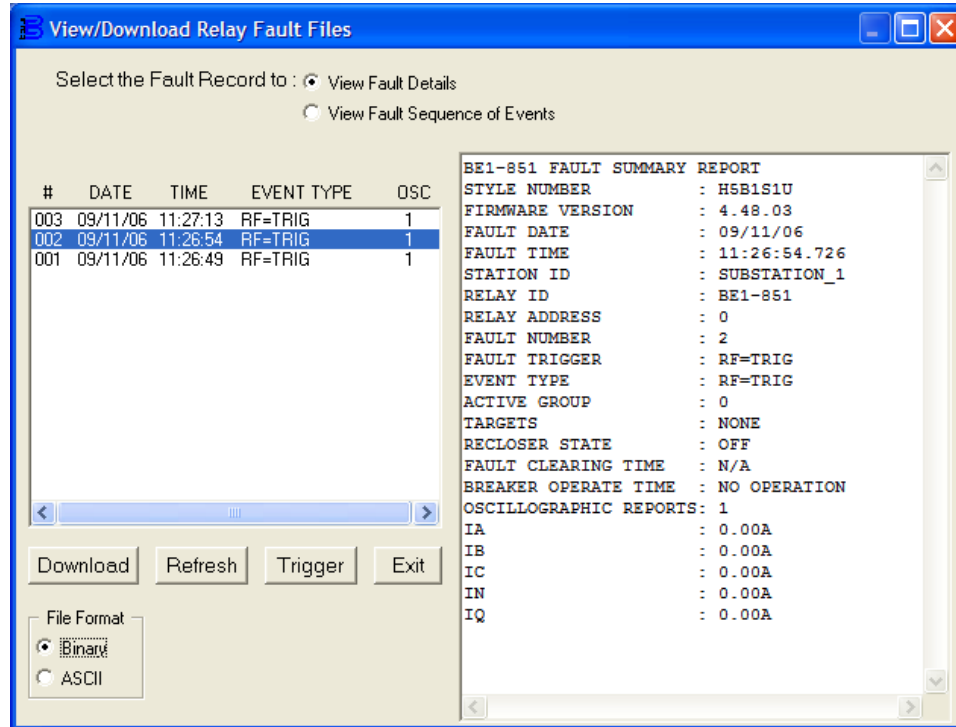 View/Download Relay Fault Files
Select the Fault Record to :
View Fault Details
View Fault Sequence of Events
# DATE TIME EVENT TYPE OSC
003 09/11/06 11:27:13 RF=TRIG 1
002 09/11/06 11:26:54 RF=TRIG 1
001 09/11/06 11:26:49 RF=TRIG 1
Download Refresh Trigger Exit
File Format
Binary
ASCII
BE1-851 FAULT SUMMARY REPORT
STYLE NUMBER : H5B1S1U
FIRMWARE VERSION : 4.48.03
FAULT DATE : 09/11/06
FAULT TIME : 11:26:54.726
STATION ID : SUBSTATION_1
RELAY ID : BE1-851
RELAY ADDRESS : 0
FAULT NUMBER : 2
FAULT TRIGGER : RF=TRIG
EVENT TYPE : RF=TRIG
ACTIVE GROUP : 0
TARGETS : NONE
RECLOSER STATE : OFF
FAULT CLEARING TIME : N/A
BREAKER OPERATE TIME : NO OPERATION
OSCILLOGRAPHIC REPORTS: 1
IA : 0.00A
IB : 0.00A
IC : 0.00A
IN : 0.00A
IQ : 0.00A